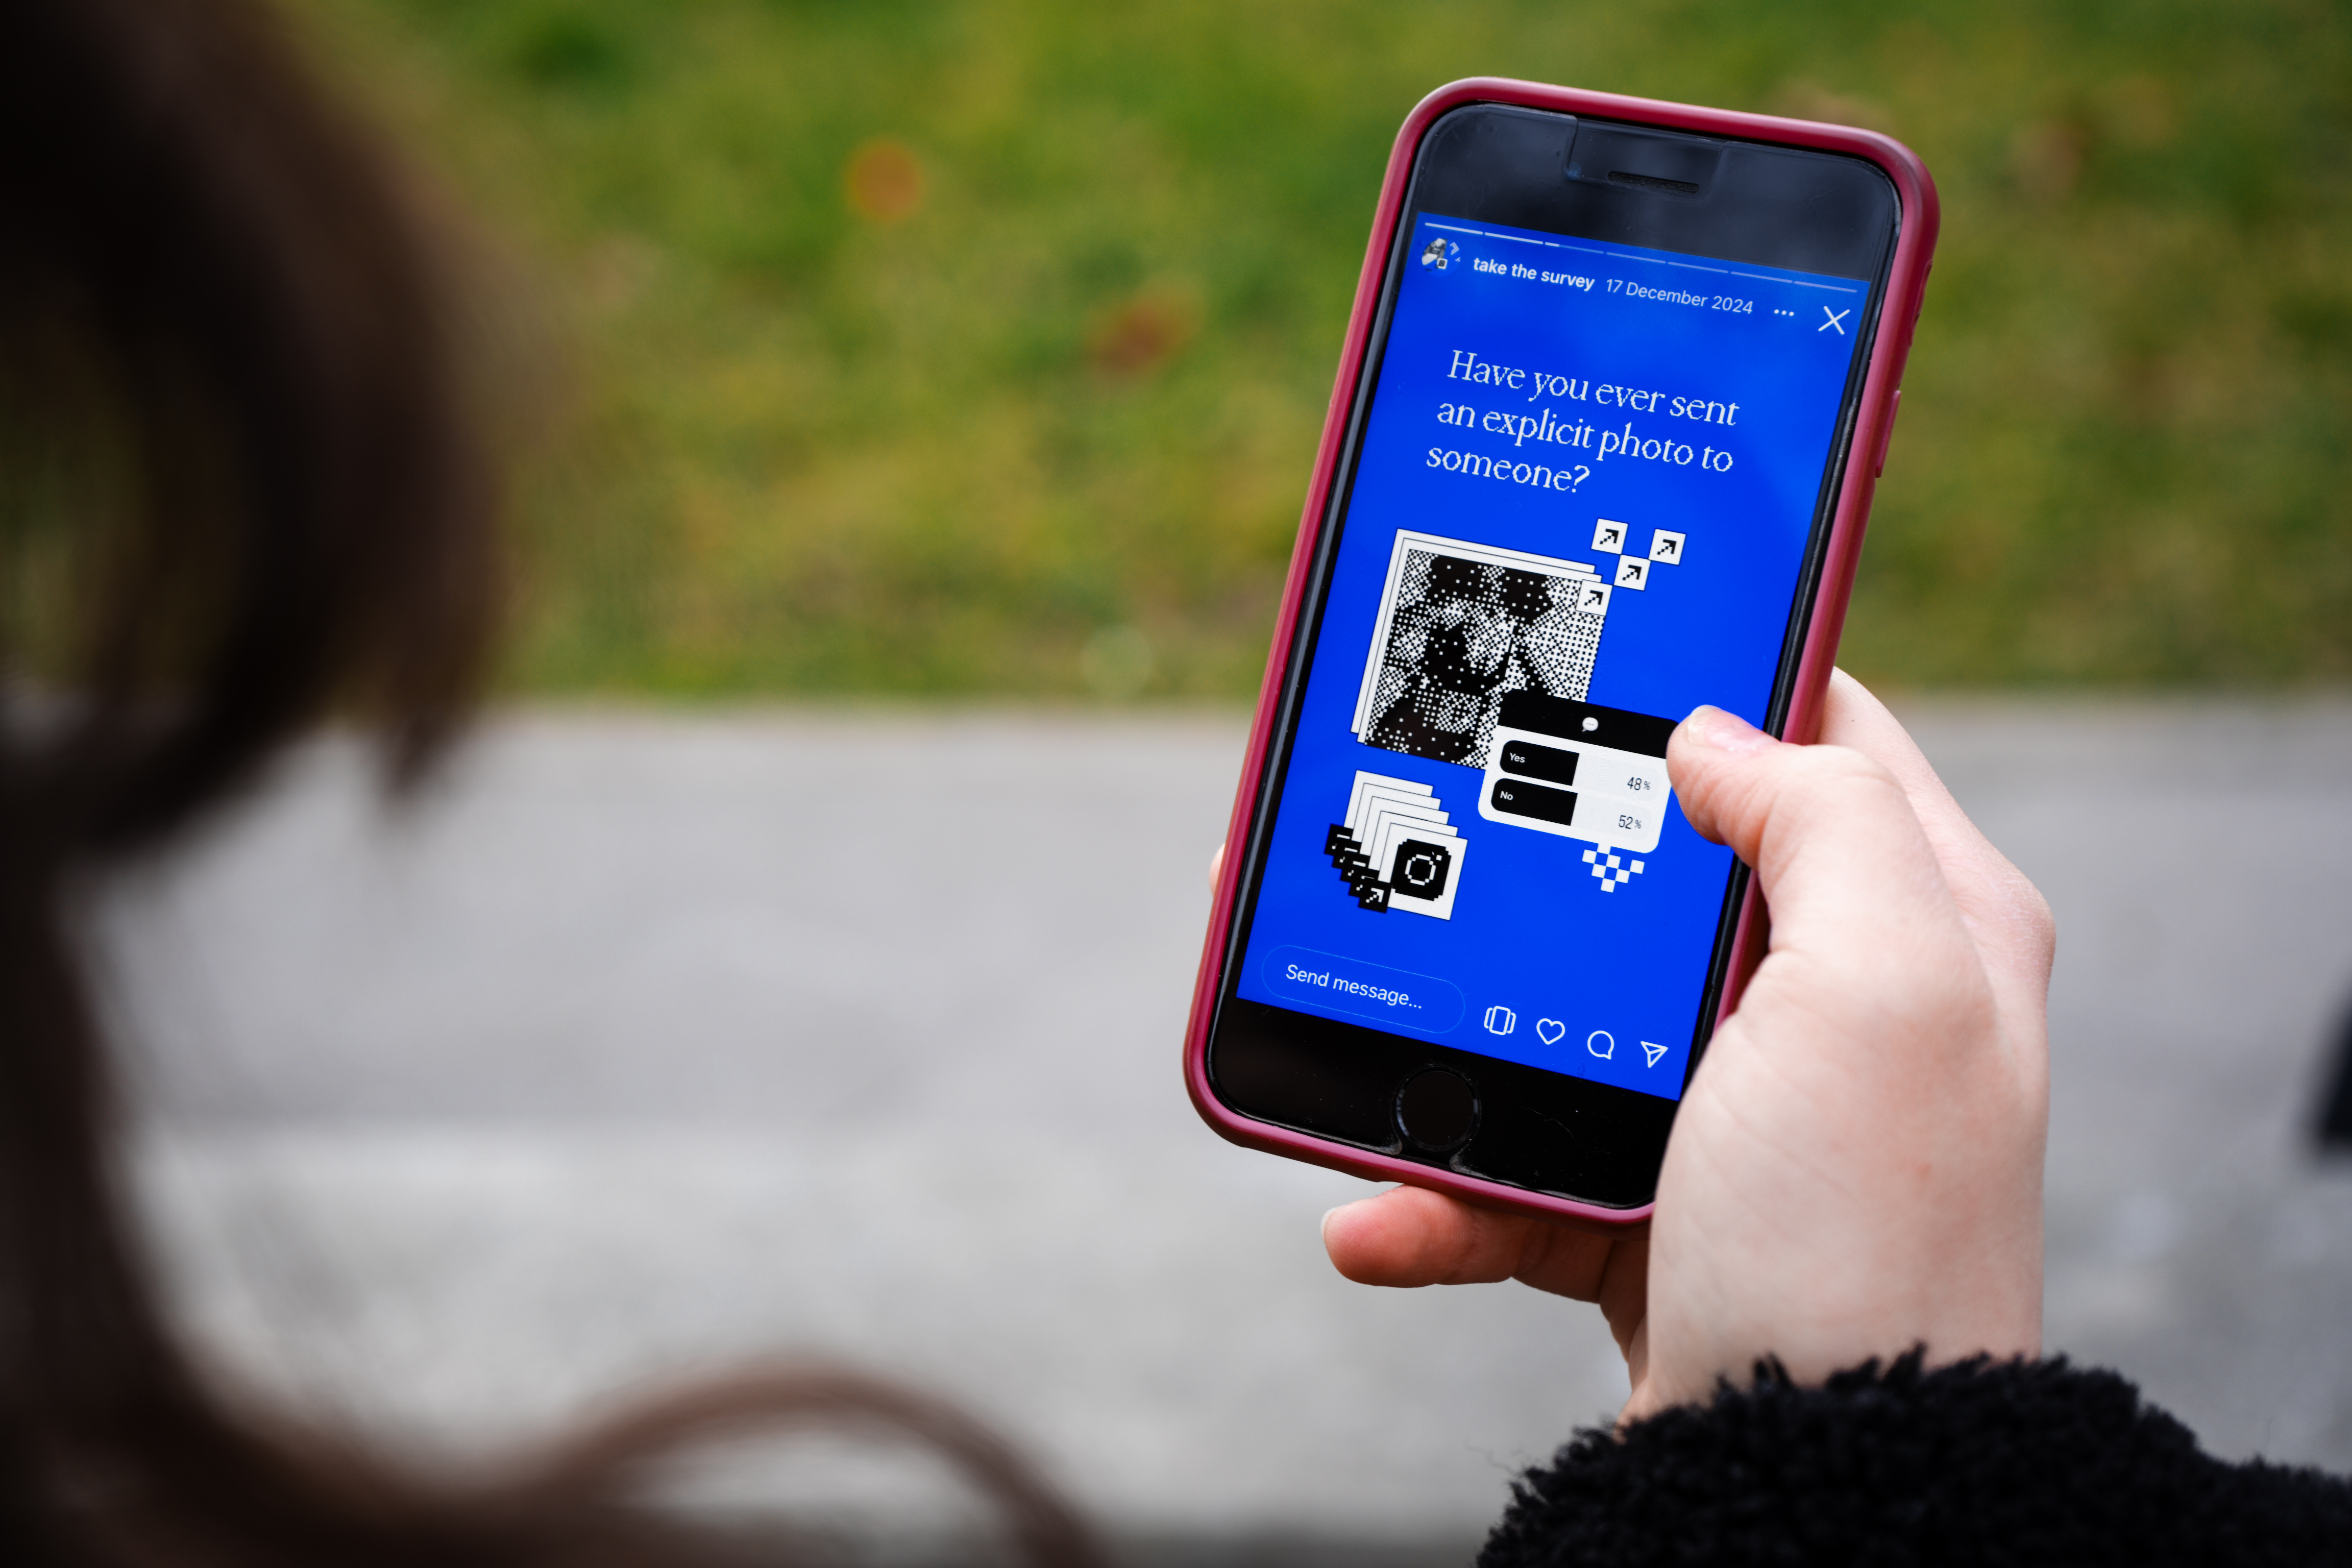 take the survey 17 December 2024
Have you ever sent
an explicit photo to
someone?
Yes 48%
No 52%
Send message...